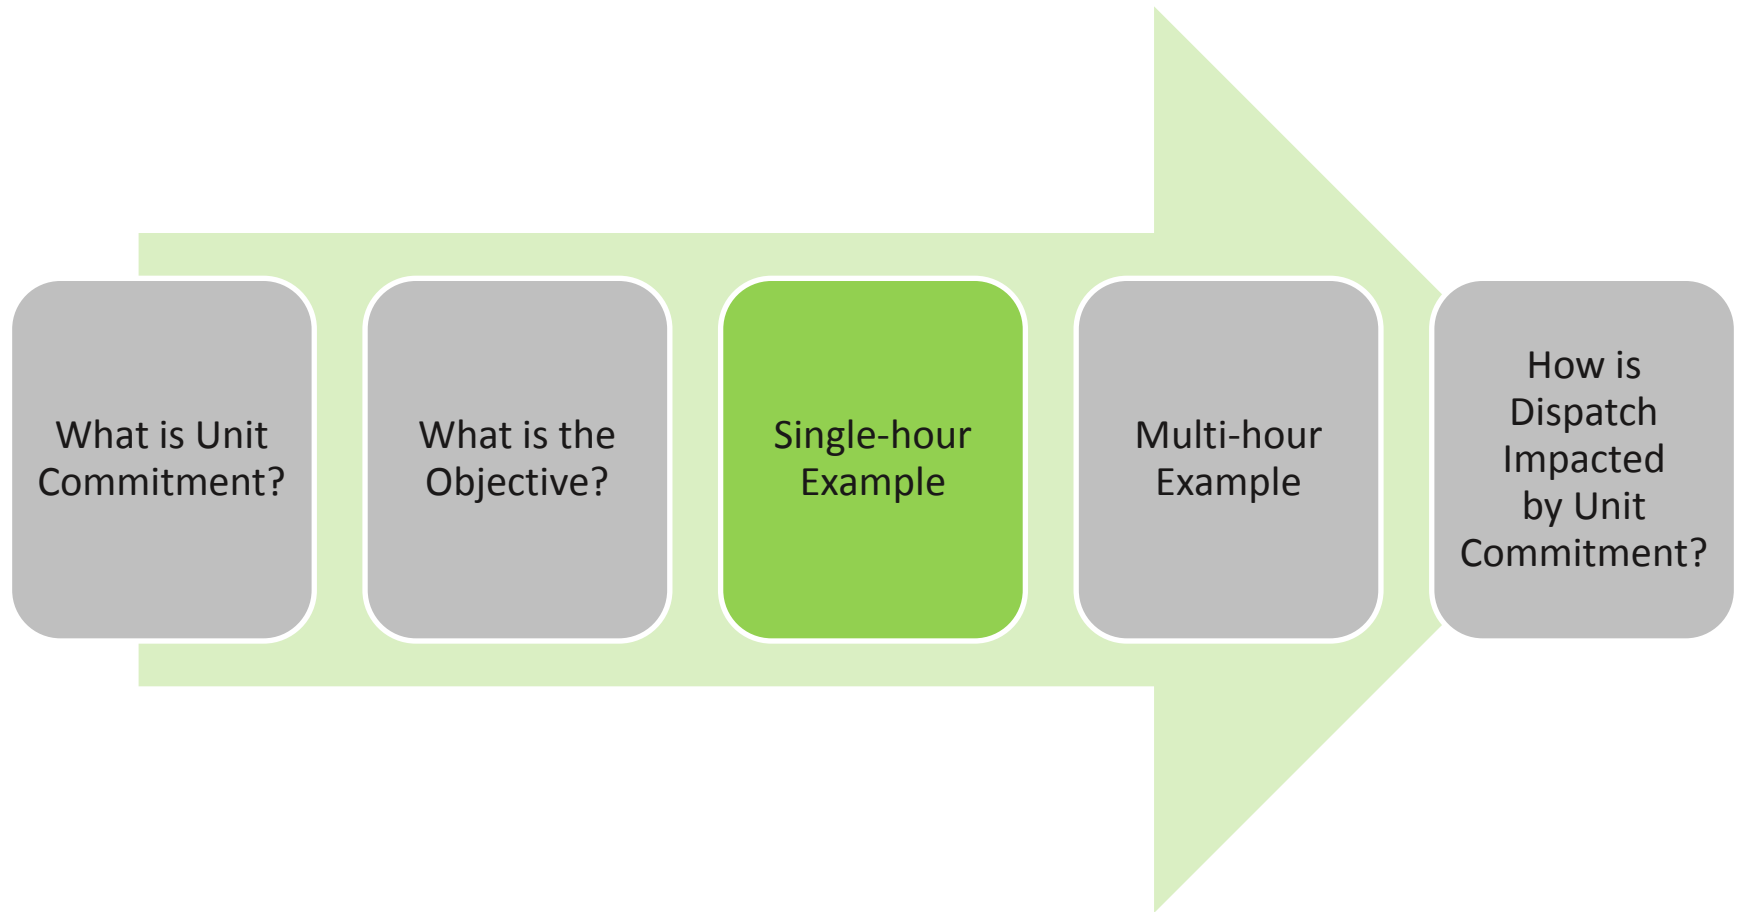 What is Unit
Commitment?
What is the
Objective?
Single-hour
Example
Multi-hour
Example
How is
Dispatch
Impacted
by Unit
Commitment?